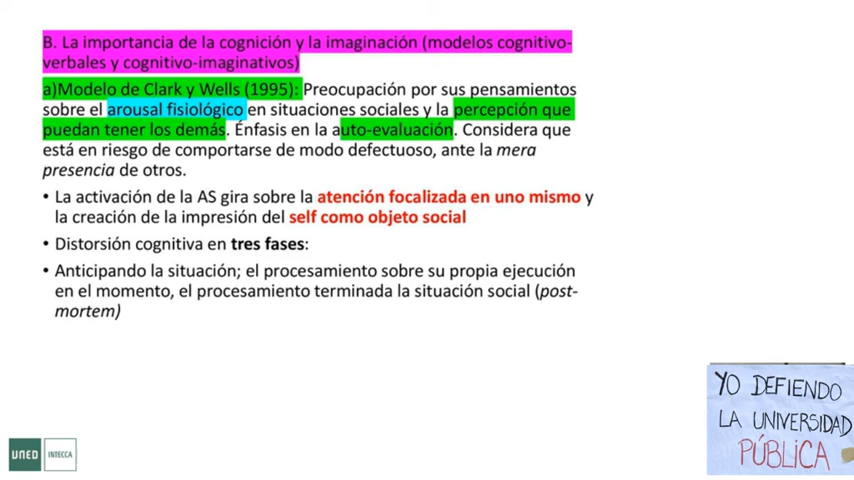 B. La importancia de la cognición y la imaginación (modelos cognitivo-
verbales y cognitivo-imaginativos)
a)Modelo de Clark y Wells (1995): Preocupación por sus pensamientos
sobre el arousal fisiológico en situaciones sociales y la percepción que
puedan tener los demás. Énfasis en la auto-evaluación. Considera que
está en riesgo de comportarse de modo defectuoso, ante la mera
presencia de otros.
• La activación de la AS gira sobre la atención focalizada en uno mismo y
la creación de la impresión del self como objeto social
• Distorsión cognitiva en tres fases:
• Anticipando la situación; el procesamiento sobre su propia ejecución
en el momento, el procesamiento terminada la situación social (post-
mortem)
YO DEFIENDO
LA UNIVERSIDAD
PÚBLICA
UNED INTECCA